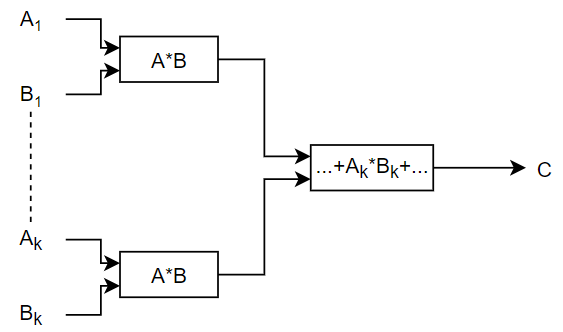 A₁
A*B
B₁
...+Aₖ*Bₖ+...
C
Aₖ
A*B
Bₖ